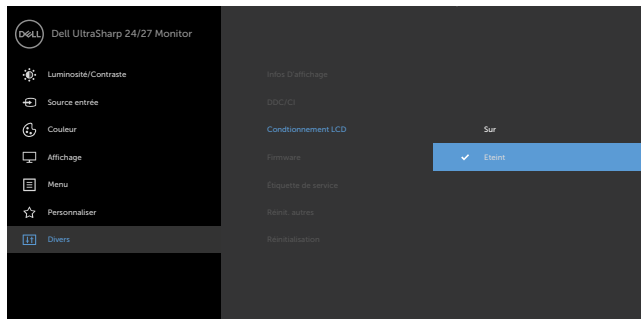 DELL
Dell UltraSharp 24/27 Monitor
Luminosité/Contraste
Infos D'affichage
Source entrée
DDC/CI
Couleur
Condtionnement LCD
Sur
Affichage
Firmware
Eteint
Menu
Étiquette de service
Personnaliser
Réinit. autres
Divers
Réinitialisation